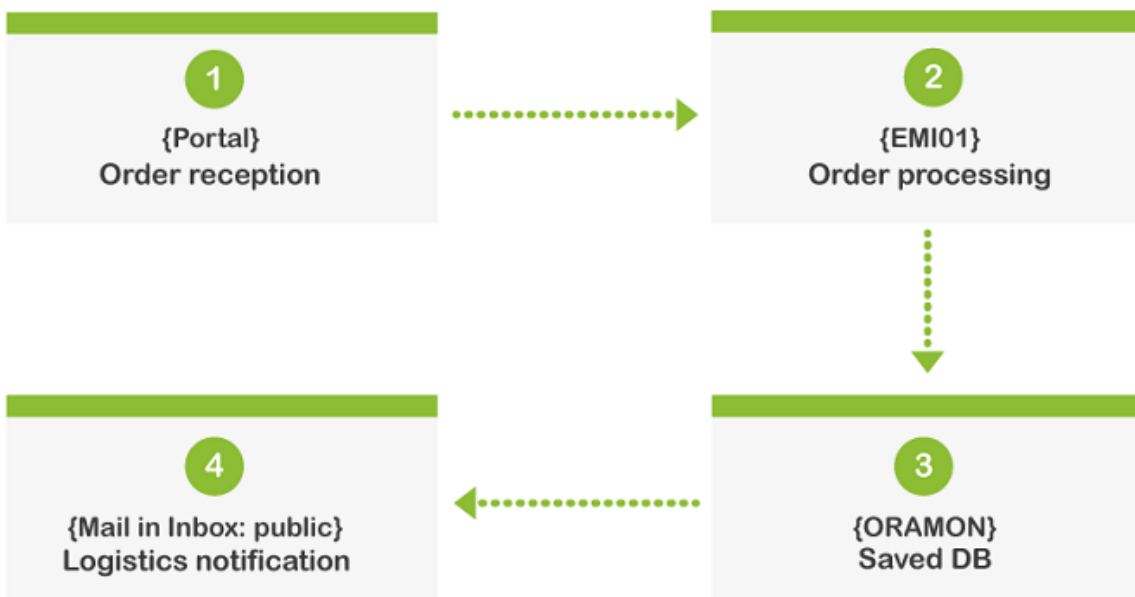 1
{Portal}
Order reception
2
{EMI01}
Order processing
3
{ORAMON}
Saved DB
4
{Mail in Inbox: public}
Logistics notification